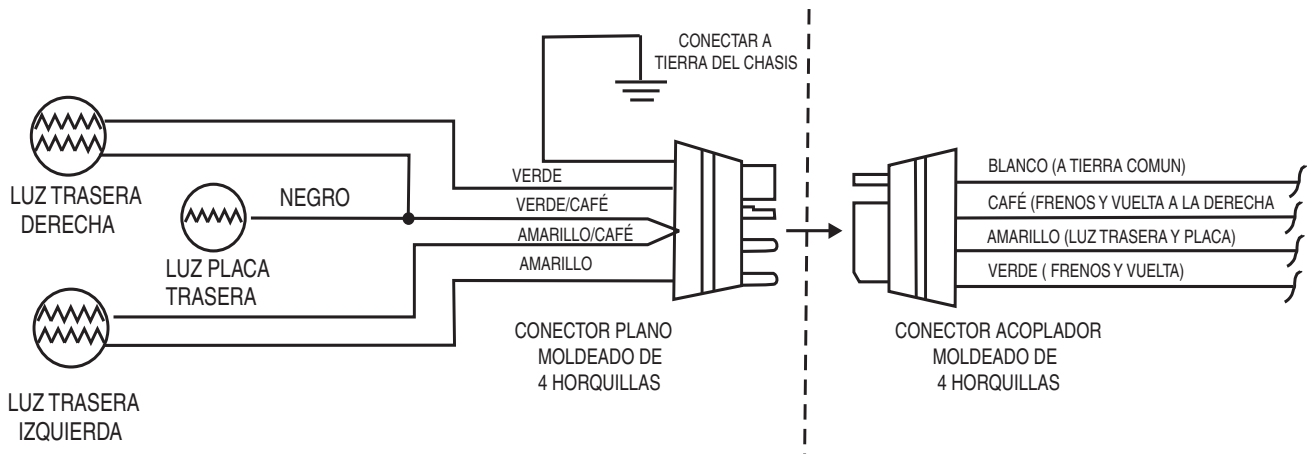 CONECTAR A
TIERRA DEL CHASIS
LUZ TRASERA
DERECHA
NEGRO
LUZ PLACA
TRASERA
LUZ TRASERA
IZQUIERDA
VERDE
VERDE/CAFÉ
AMARILLO/CAFÉ
AMARILLO
CONECTOR PLANO
MOLDEADO DE
4 HORQUILLAS
BLANCO (A TIERRA COMUN)
CAFÉ (FRENOS Y VUELTA A LA DERECHA
AMARILLO (LUZ TRASERA Y PLACA)
VERDE ( FRENOS Y VUELTA)
CONECTOR ACOPLADOR
MOLDEADO DE
4 HORQUILLAS